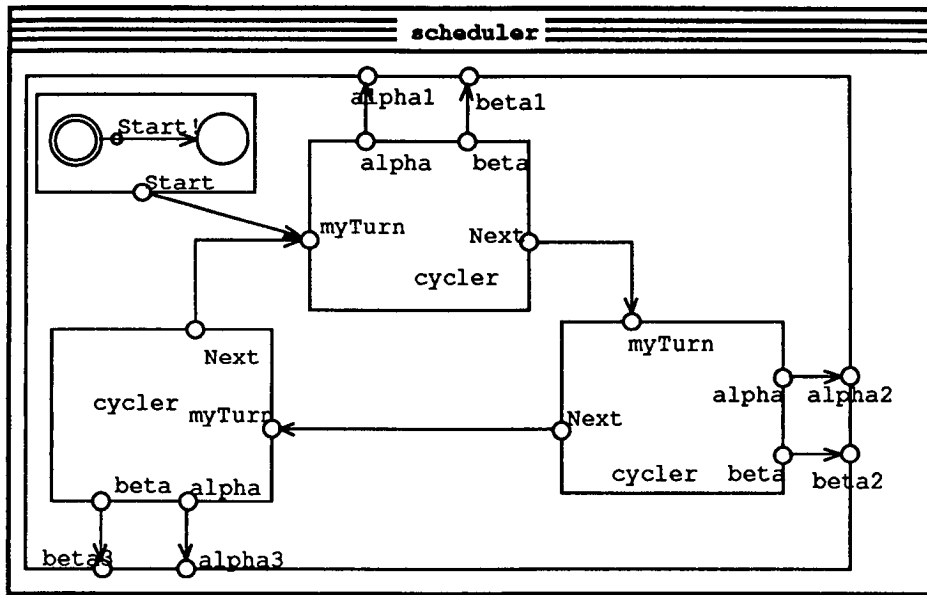 scheduler
alpha1
beta1
Start!
alpha
beta
Start
myTurn
Next
cycler
myTurn
Next
cycler
myTurn
alpha
alpha2
Next
cycler
beta
beta2
beta
alpha
beta3
alpha3